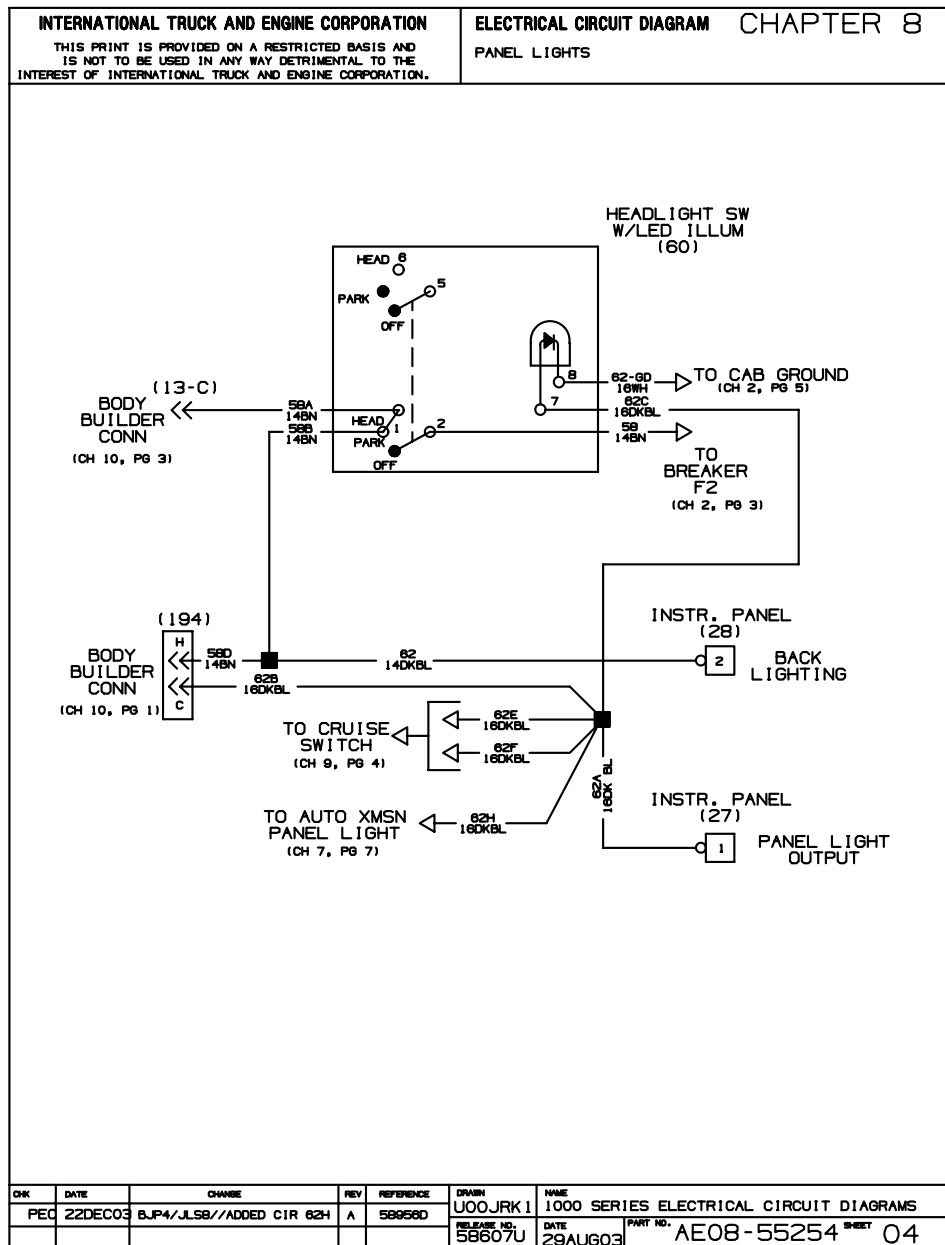 INTERNATIONAL TRUCK AND ENGINE CORPORATION
THIS PRINT IS PROVIDED ON A RESTRICTED BASIS AND
IS NOT TO BE USED IN ANY WAY DETRIMENTAL TO THE
INTEREST OF INTERNATIONAL TRUCK AND ENGINE CORPORATION.
ELECTRICAL CIRCUIT DIAGRAM CHAPTER 8
PANEL LIGHTS
HEADLIGHT SW
W/LED ILLUM
(60)
HEAD 6
PARK
5
OFF
8
7
62-GD
16WH
TO CAB GROUND
(CH 2, PG 5)
62C
16DKBL
(13-C)
BODY
BUILDER
CONN
(CH 10, PG 3)
58A
14BN
58B
14BN
HEAD
1
PARK
2
OFF
58
14BN
TO
BREAKER
F2
(CH 2, PG 3)
(194)
H
C
BODY
BUILDER
CONN
(CH 10, PG 1)
58D
14BN
62
14DKBL
62B
16DKBL
INSTR. PANEL
(28)
2
BACK
LIGHTING
TO CRUISE
SWITCH
(CH 9, PG 4)
62E
16DKBL
62F
16DKBL
TO AUTO XMSN
PANEL LIGHT
(CH 7, PG 7)
62H
16DKBL
62A
16DK BL
INSTR. PANEL
(27)
1
PANEL LIGHT
OUTPUT
CHK DATE CHANGE REV REFERENCE
PEC 22DEC03 BJP4/JLSB//ADDED CIR 62H A 58956D
DRAWN
U00JRK1
NAME
1000 SERIES ELECTRICAL CIRCUIT DIAGRAMS
RELEASE NO.
58607U
DATE
29AUG03
PART NO. AE08-55254 SHEET 04